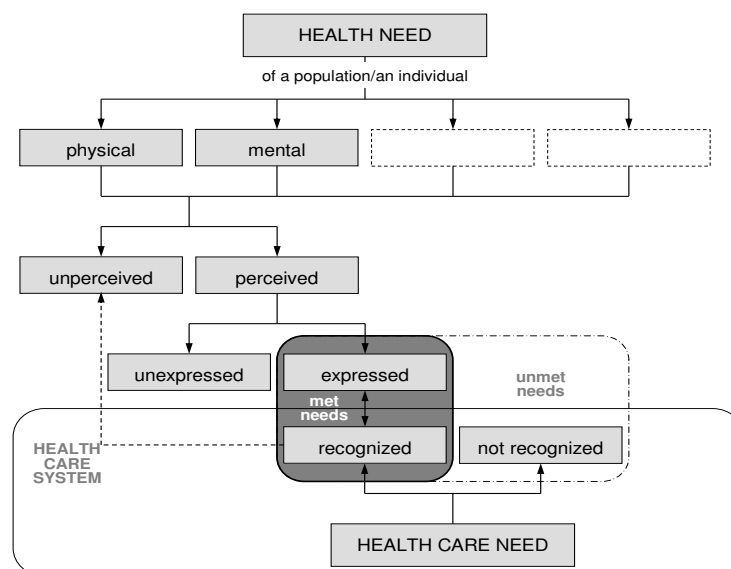 HEALTH NEED
of a population/an individual
physical
mental
unperceived
perceived
unexpressed
expressed
unmet
needs
met
needs
HEALTH
CARE
SYSTEM
recognized
not recognized
HEALTH CARE NEED